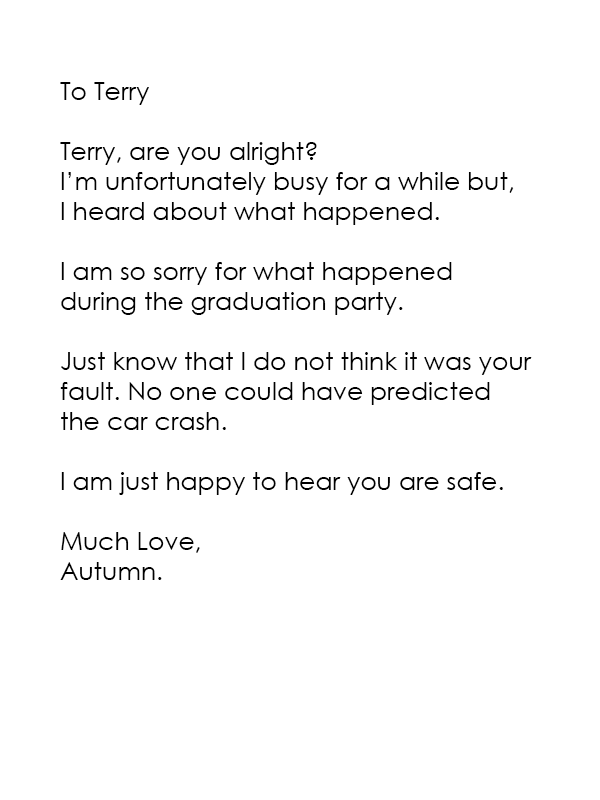 To Terry
Terry, are you alright?
I’m unfortunately busy for a while but,
I heard about what happened.
I am so sorry for what happened
during the graduation party.
Just know that I do not think it was your
fault. No one could have predicted
the car crash.
I am just happy to hear you are safe.
Much Love,
Autumn.